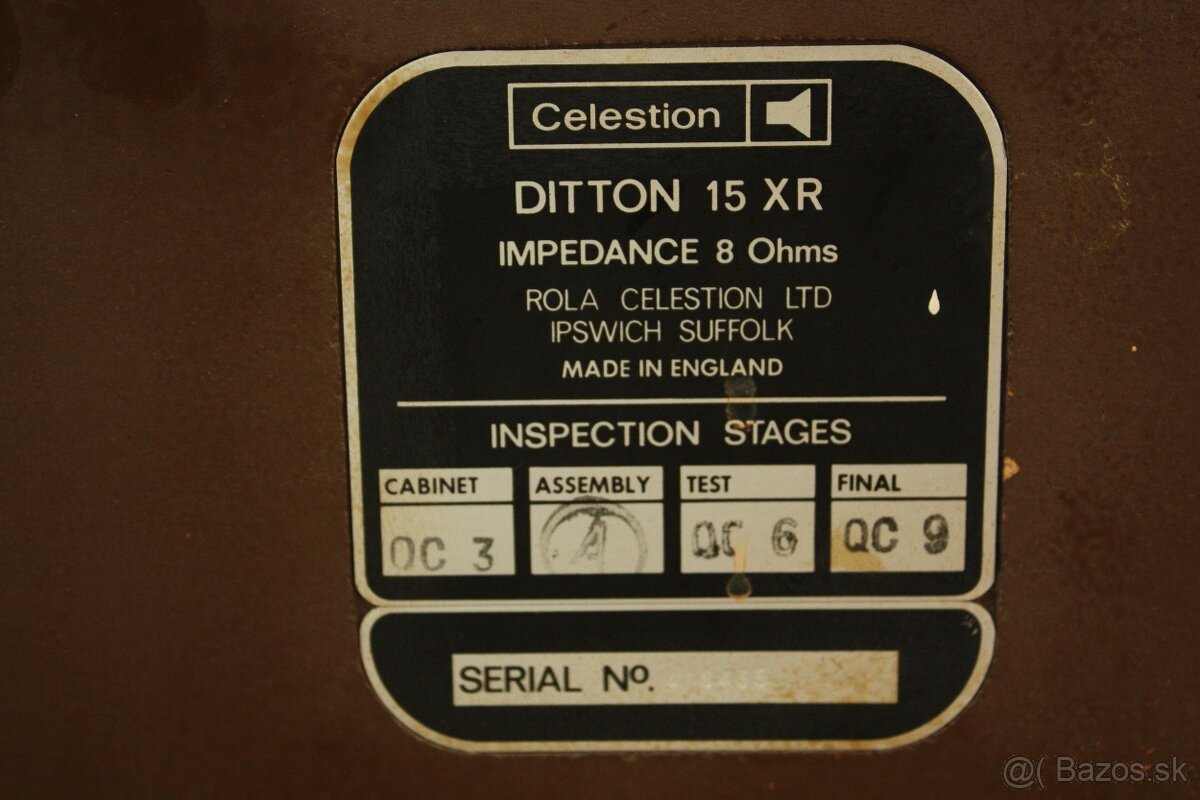 Celestion
DITTON 15 XR
IMPEDANCE 8 Ohms
ROLA CELESTION LTD
IPSWICH SUFFOLK
MADE IN ENGLAND
INSPECTION STAGES
CABINET ASSEMBLY TEST FINAL
QC 3 A QC 6 QC 9
SERIAL No.
@( Bazos.sk